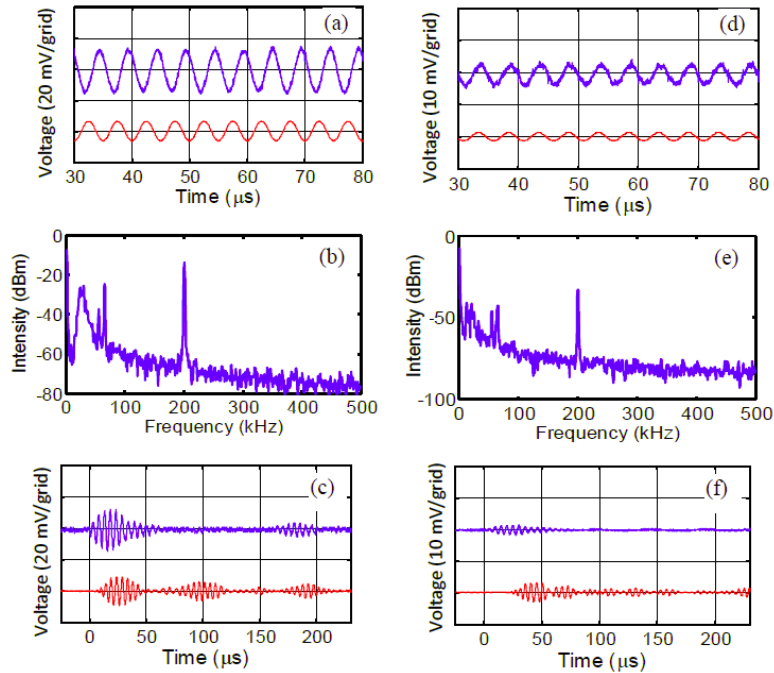 (a)
Voltage (20 mV/grid)
30 40 50 60 70 80
Time (μs)
(d)
Voltage (10 mV/grid)
30 40 50 60 70 80
Time (μs)
(b)
Intensity (dBm)
0
-20
-40
-60
-80
0 100 200 300 400 500
Frequency (kHz)
(e)
Intensity (dBm)
0
-50
-100
0 100 200 300 400 500
Frequency (kHz)
(c)
Voltage (20 mV/grid)
0 50 100 150 200
Time (μs)
(f)
Voltage (10 mV/grid)
0 50 100 150 200
Time (μs)